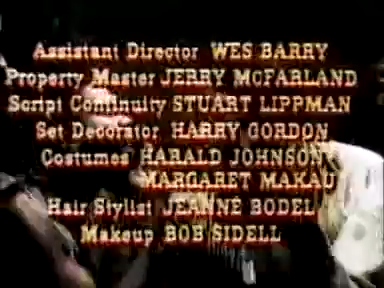 Assistant Director WES BARRY
Property Master JERRY McFARLAND
Script Continuity STUART LIPPMAN
Set Decorator HARRY GORDON
Costumes HARALD JOHNSON
MARGARET MAKAU
Hair Stylist JEANNE BODEL
Makeup BOB SIDELL